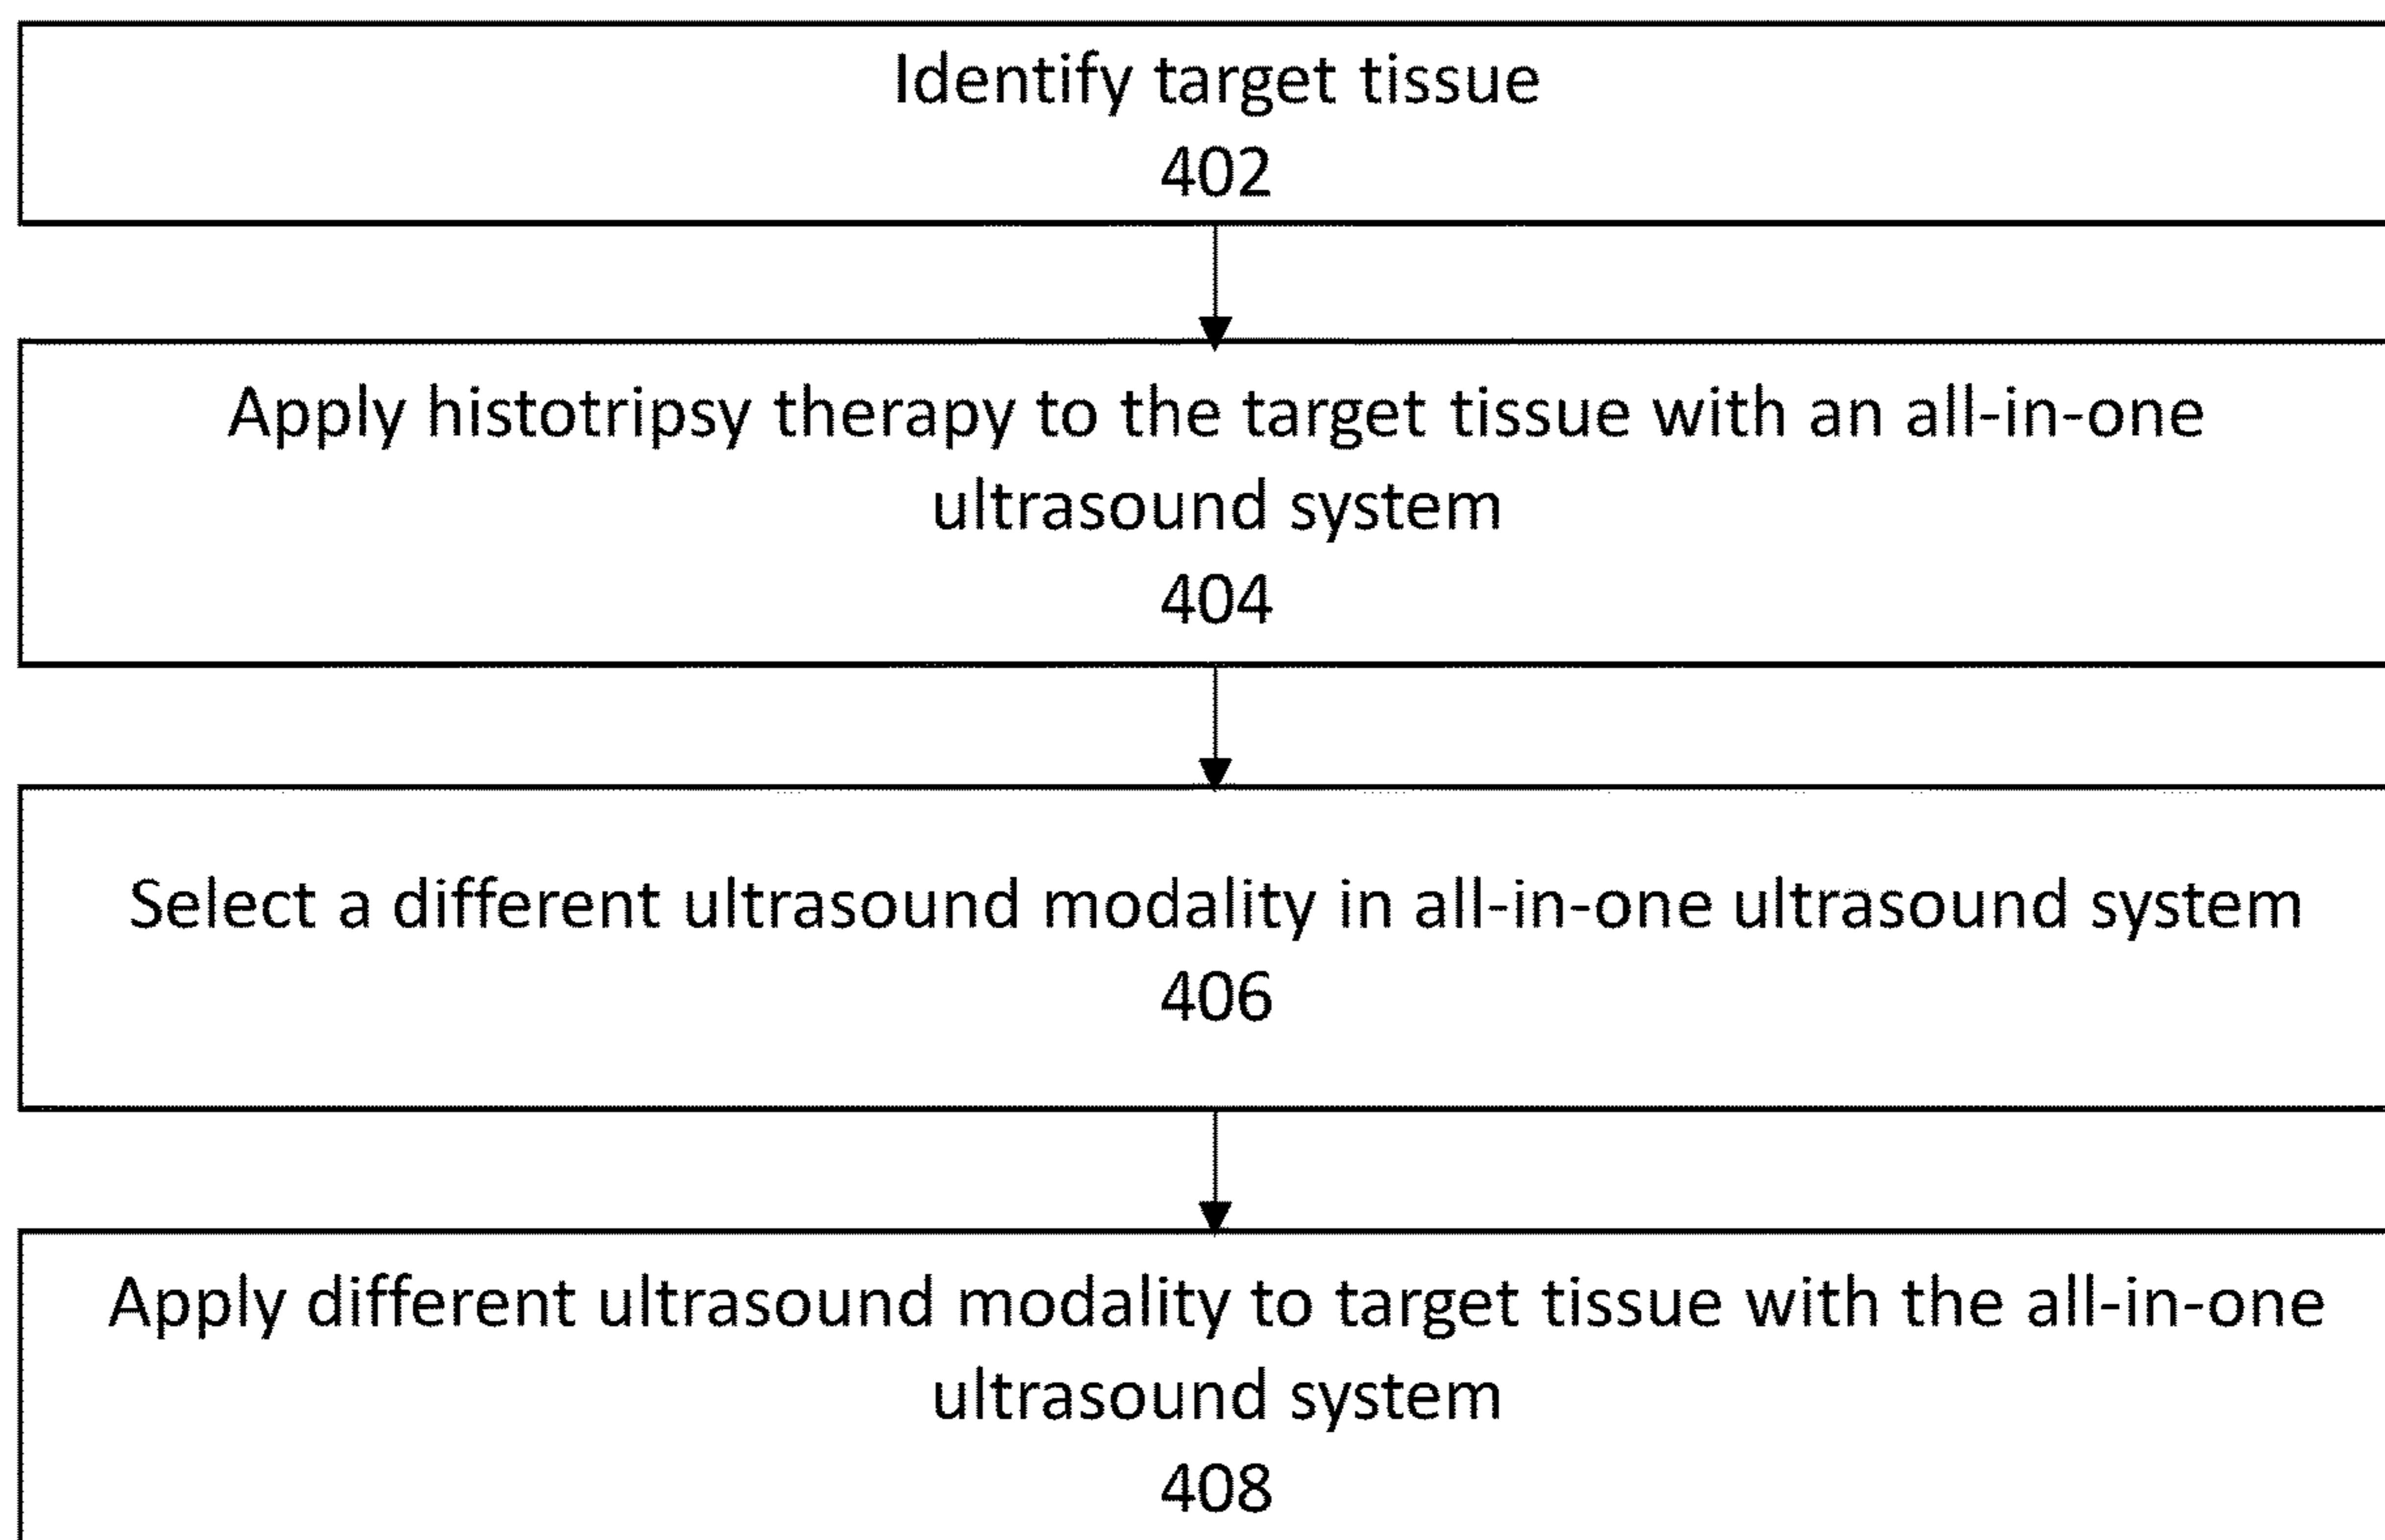 Identify target tissue
402
Apply histotripsy therapy to the target tissue with an all-in-one
ultrasound system
404
Select a different ultrasound modality in all-in-one ultrasound system
406
Apply different ultrasound modality to target tissue with the all-in-one
ultrasound system
408